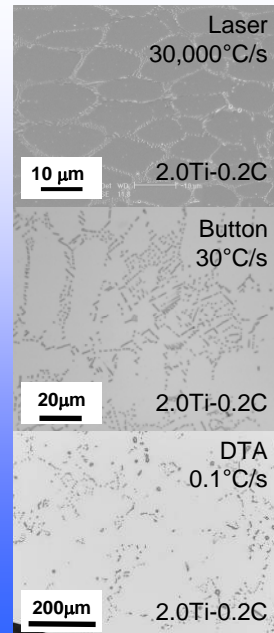 Laser
30,000°C/s
10 µm
2.0Ti-0.2C
Button
30°C/s
20µm
2.0Ti-0.2C
DTA
0.1°C/s
200µm
2.0Ti-0.2C